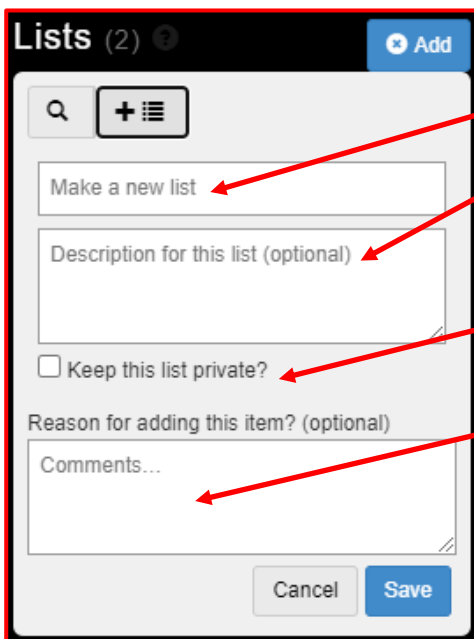 Lists (2) ?
Add
Make a new list
Description for this list (optional)
Keep this list private?
Reason for adding this item? (optional)
Comments...
Cancel
Save